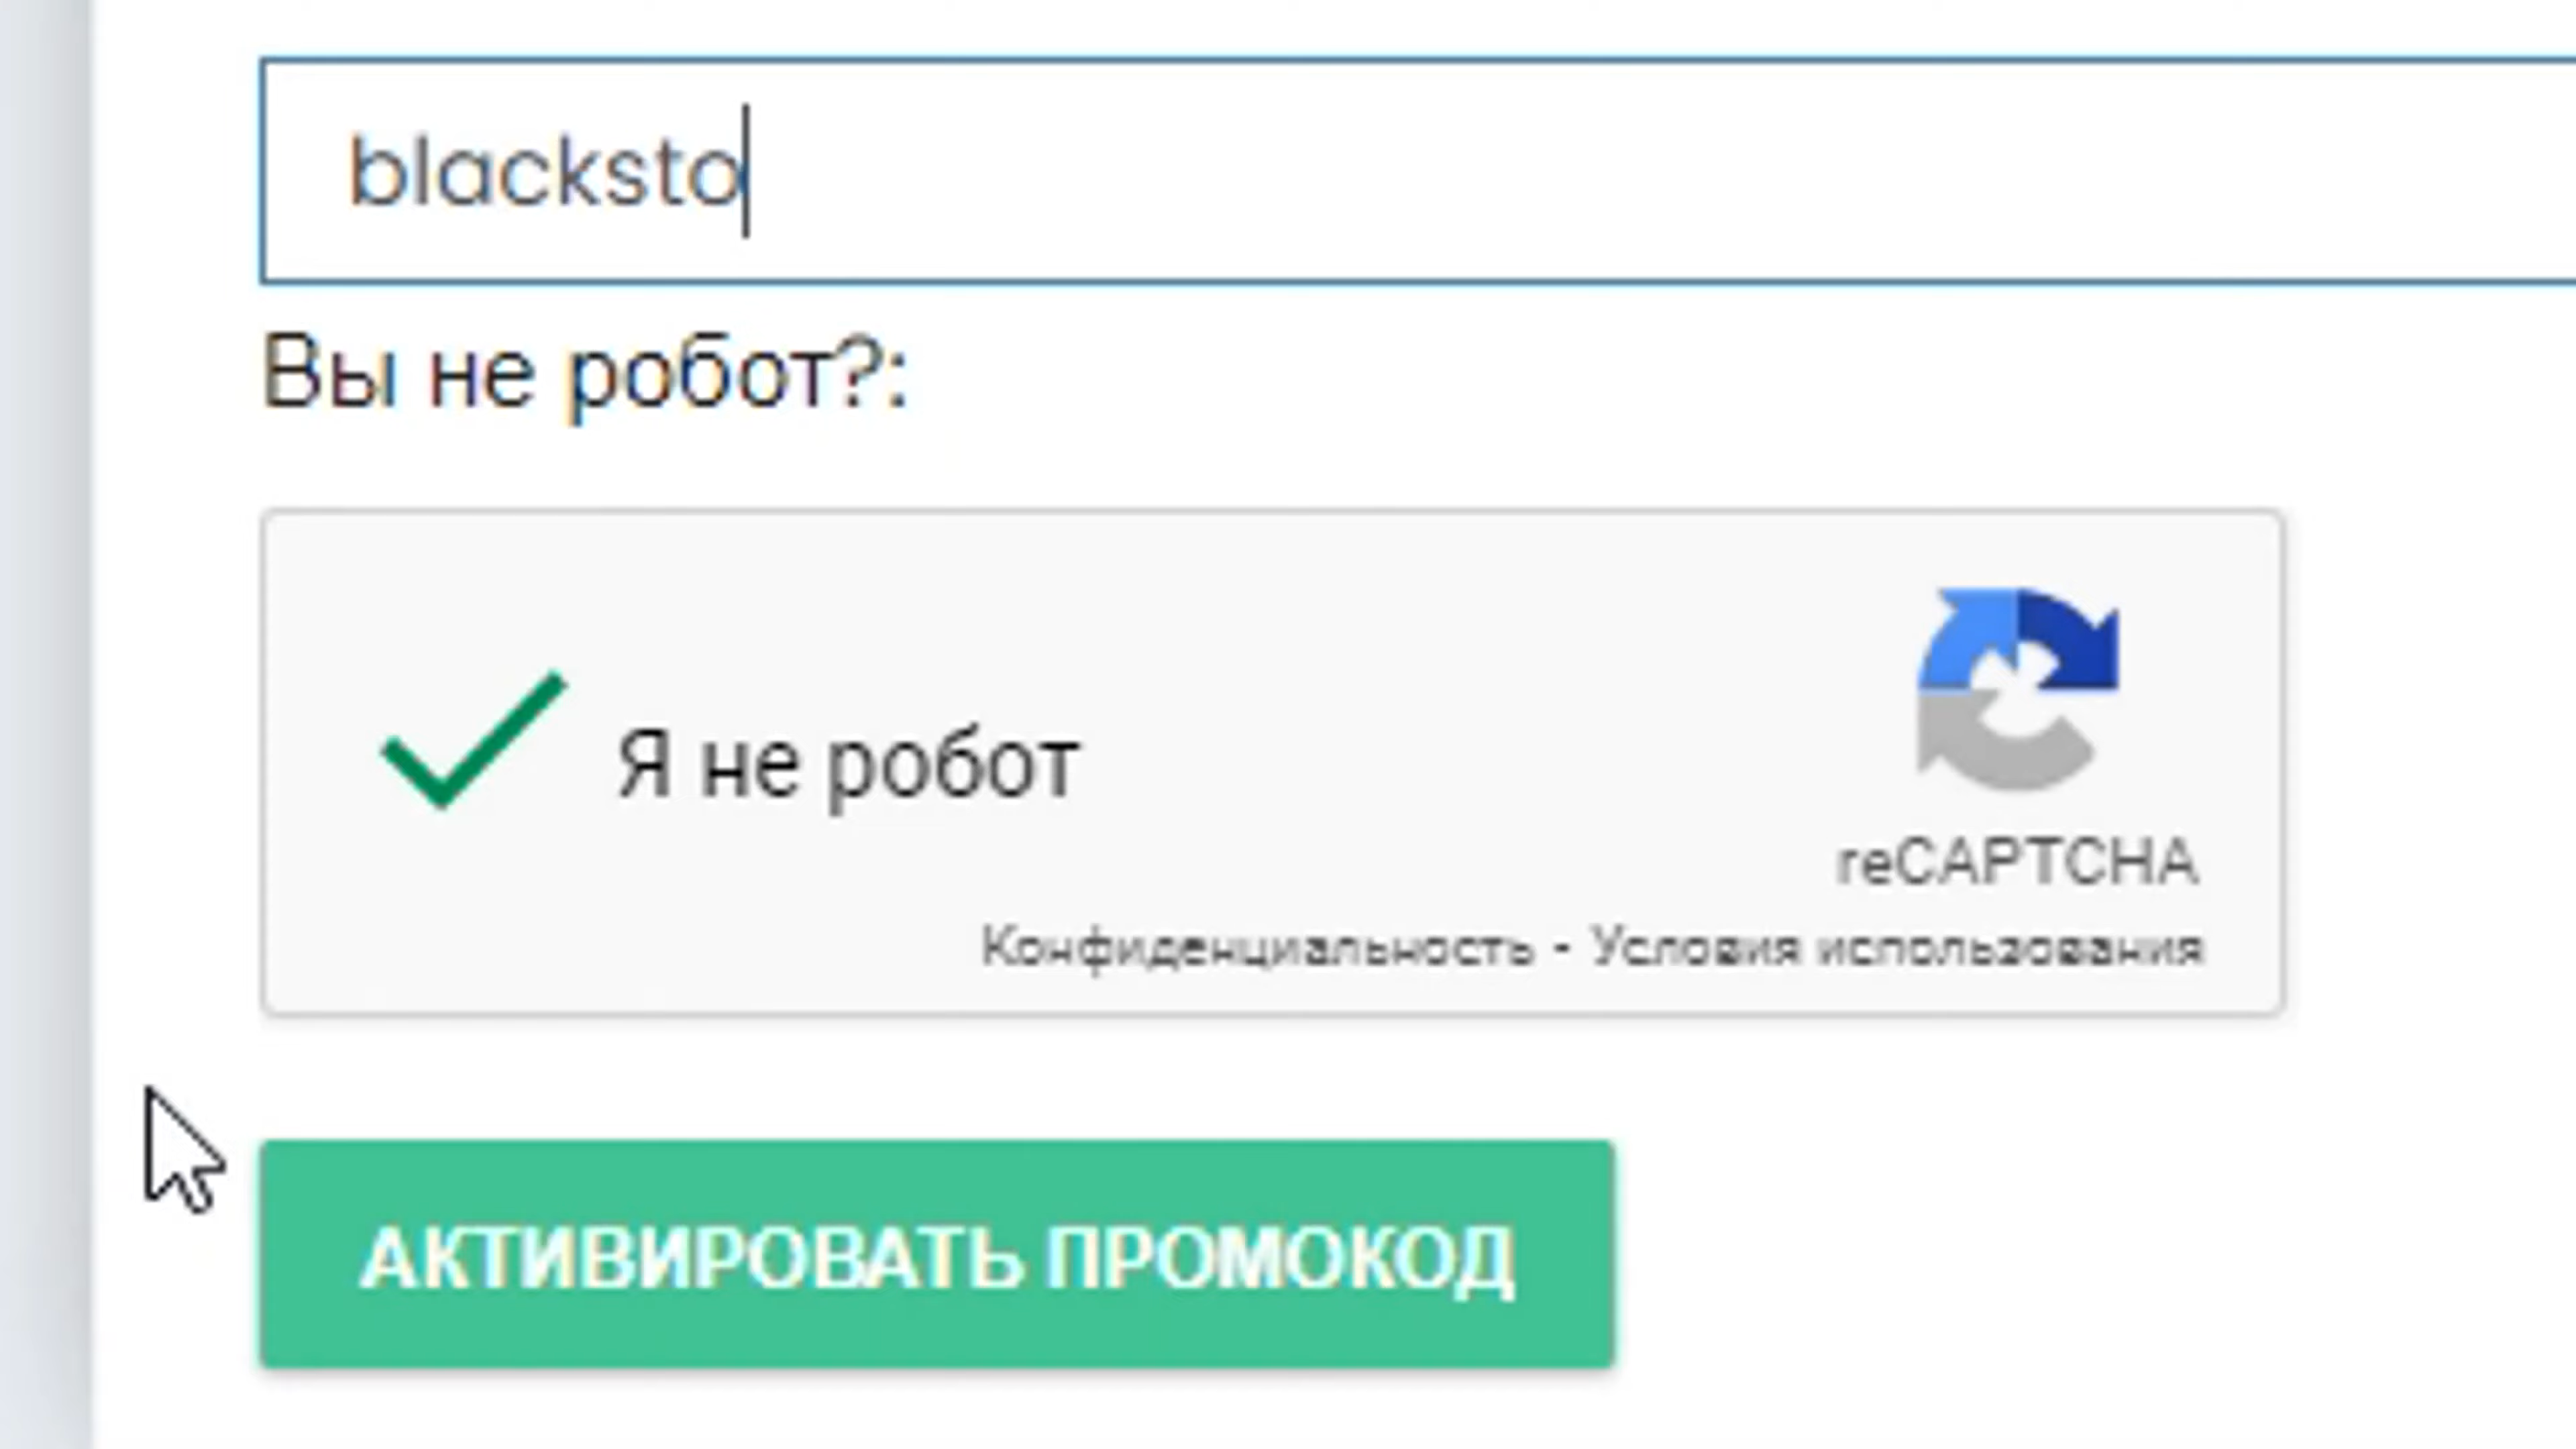 blacksto
Вы не робот?:
Я не робот
reCAPTCHA
Конфиденциальность - Условия использования
АКТИВИРОВАТЬ ПРОМОКОД